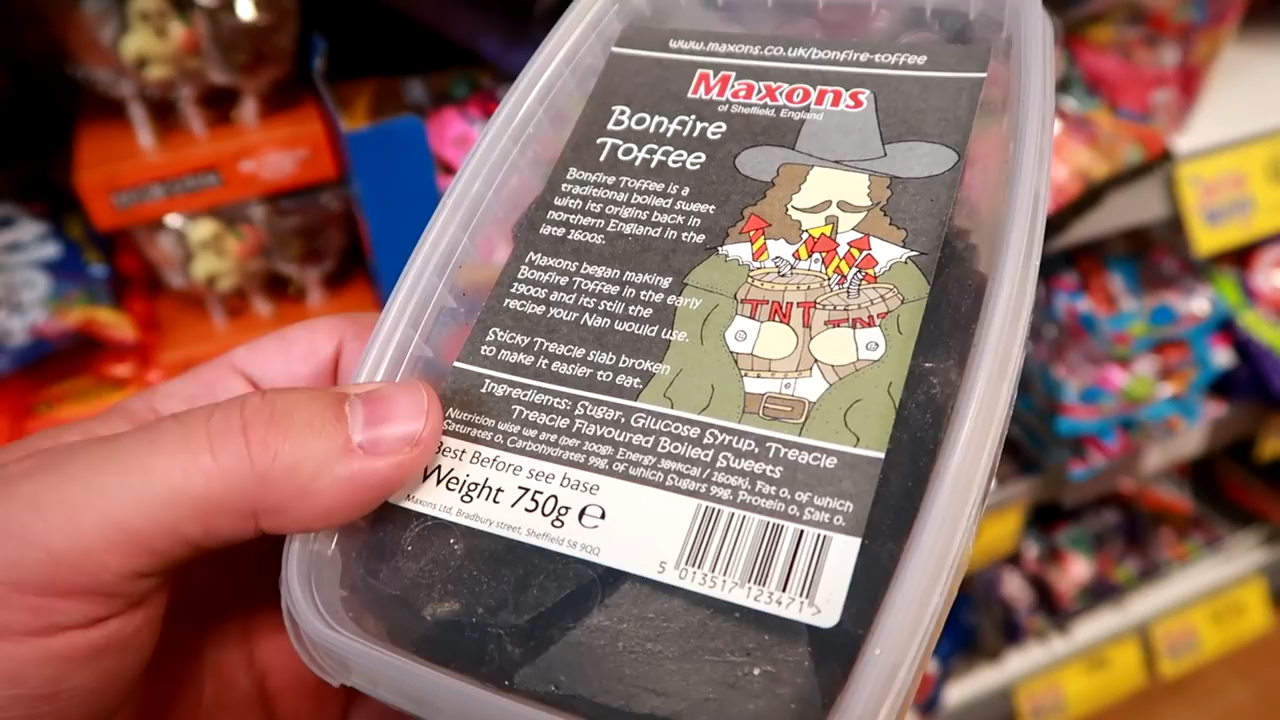 www.maxons.co.uk/bonfire-toffee
Maxons
of Sheffield, England
Bonfire
Toffee
Bonfire Toffee is a
traditional boiled sweet
with its origins back in
northern England in the
late 1600s.
Maxons began making
Bonfire Toffee in the early
1900s and its still the
recipe your Nan would use.
Sticky Treacle slab broken
to make it easier to eat.
TNT
TNT
Ingredients: Sugar, Glucose Syrup, Treacle
Treacle Flavoured Boiled Sweets
Nutrition wise we are (per 100g): Energy 389kcal / 1606kj, Fat 0, of which
Saturates 0, Carbohydrates 99g, of which Sugars 99g, Protein 0, Salt 0.
Best Before see base
Weight 750g e
Maxons Ltd, Bradbury street, Sheffield S8 9QQ
5 013517 123471 >